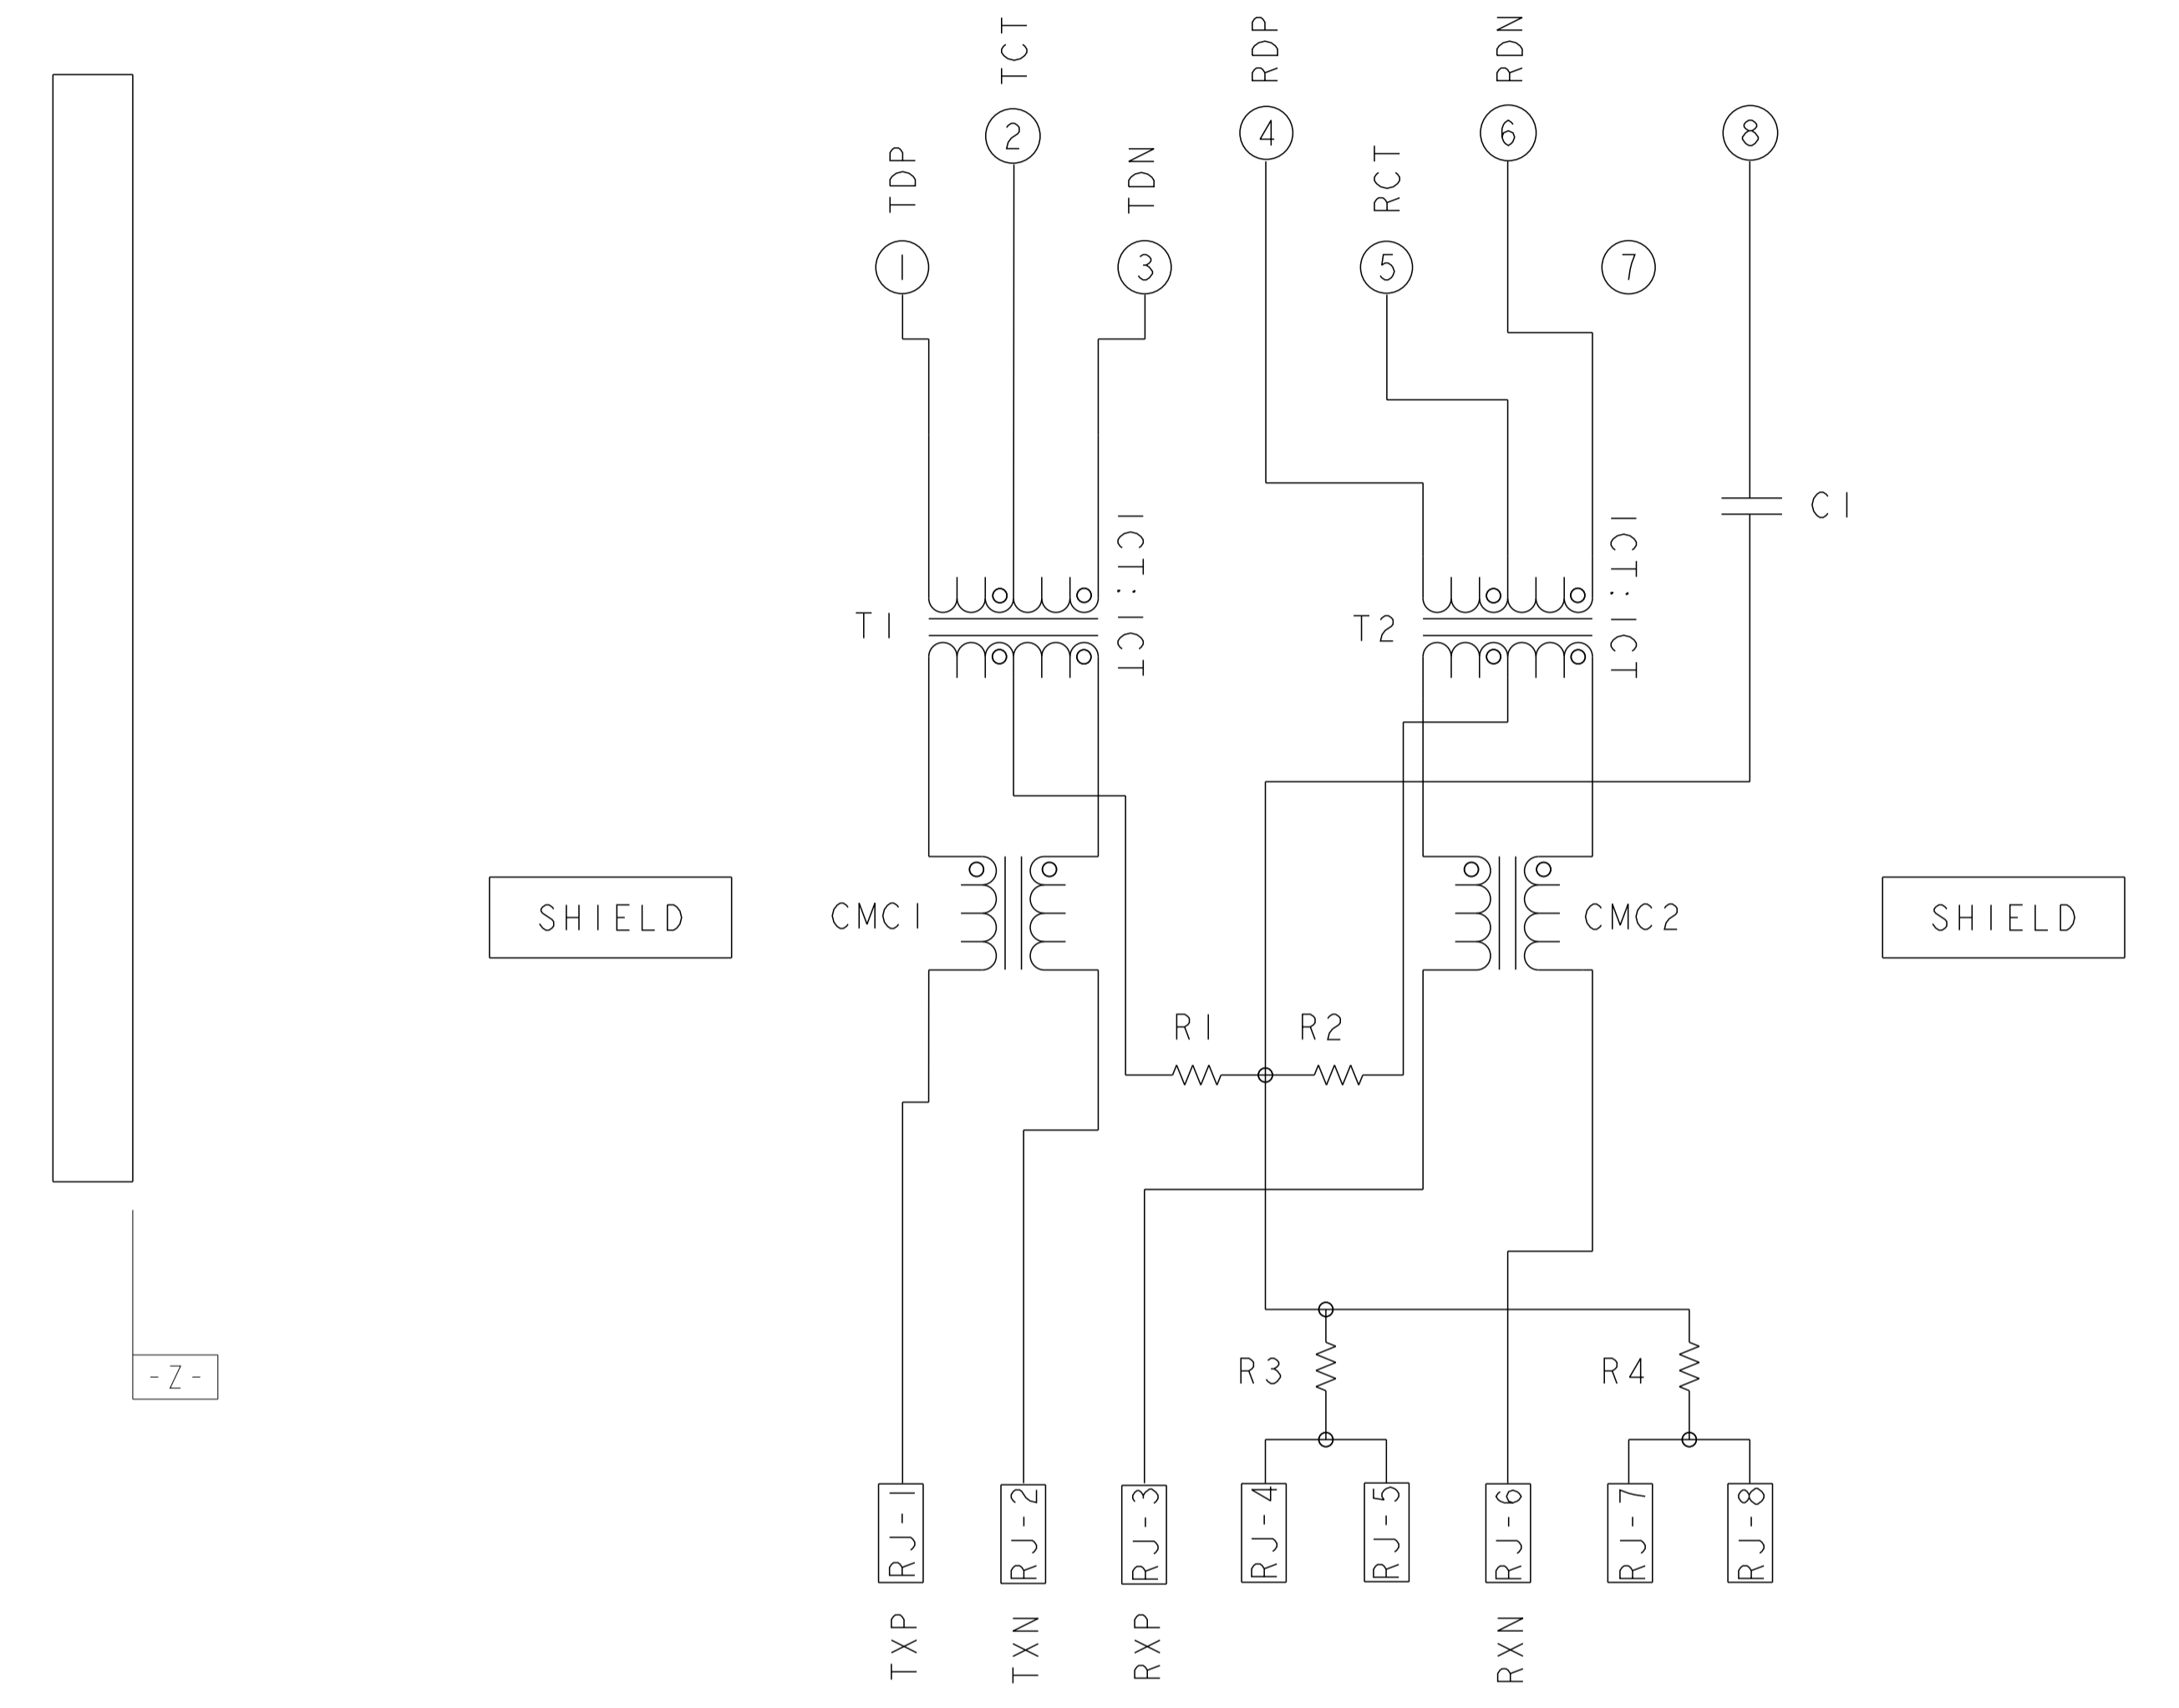 TCT
RDP
RDN
TDP
2
TDN
4
RCT
6
8
1
3
5
7
C1
1CT:1CT
1CT:1CT
T1
T2
SHIELD
CMC1
CMC2
SHIELD
R1
R2
-Z-
R3
R4
RJ-1
RJ-2
RJ-3
RJ-4
RJ-5
RJ-6
RJ-7
RJ-8
TXP
TXN
RXP
RXN